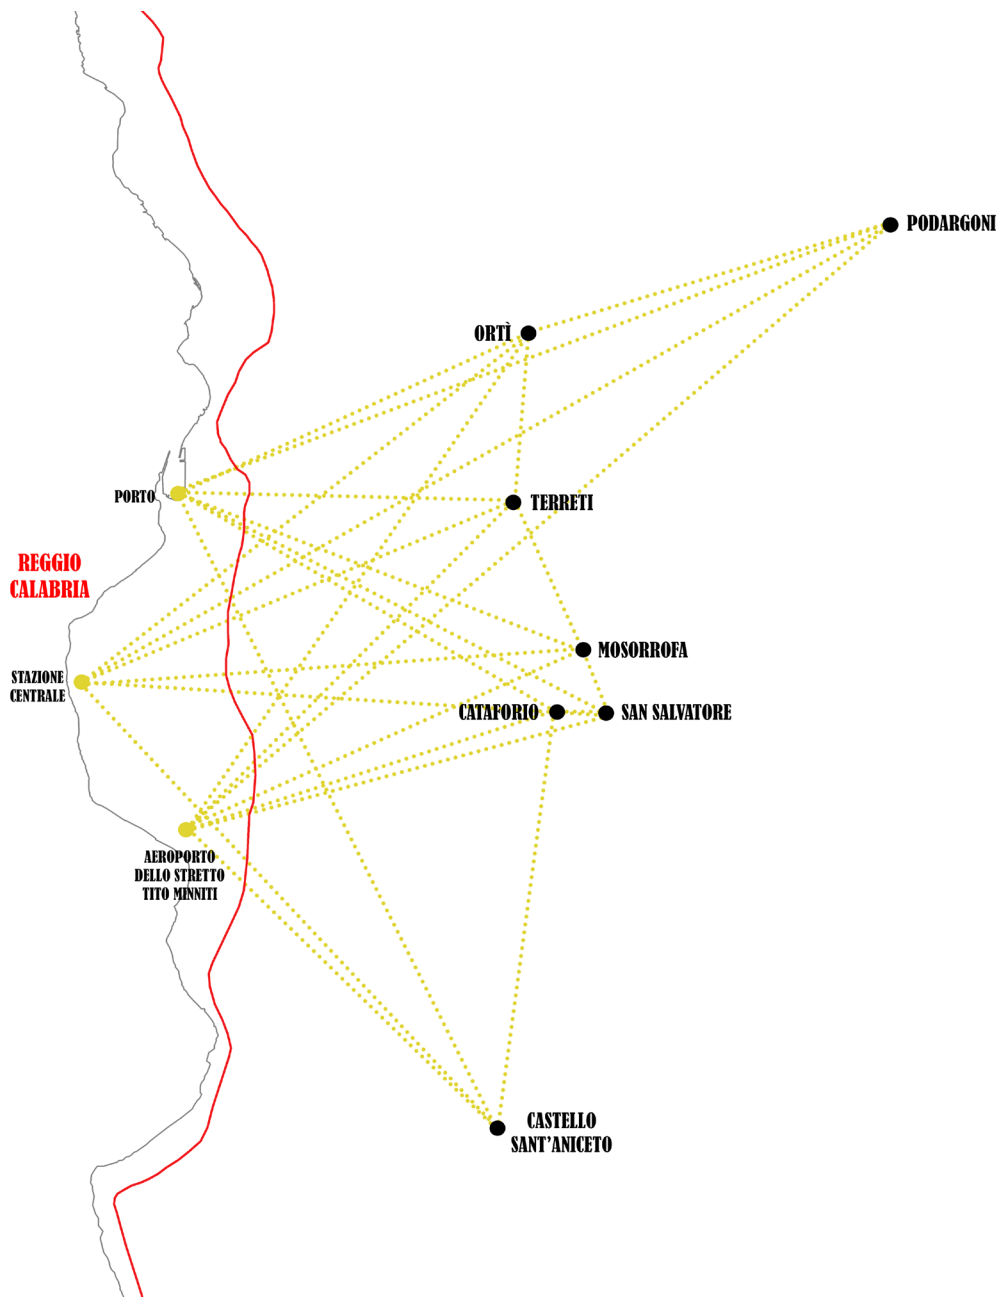 PODARGONI
ORTÌ
PORTO
TERRETI
REGGIO
CALABRIA
MOSORROFA
STAZIONE
CENTRALE
CATAFORIO
SAN SALVATORE
AEROPORTO
DELLO STRETTO
TITO MINNITI
CASTELLO
SANT'ANICETO